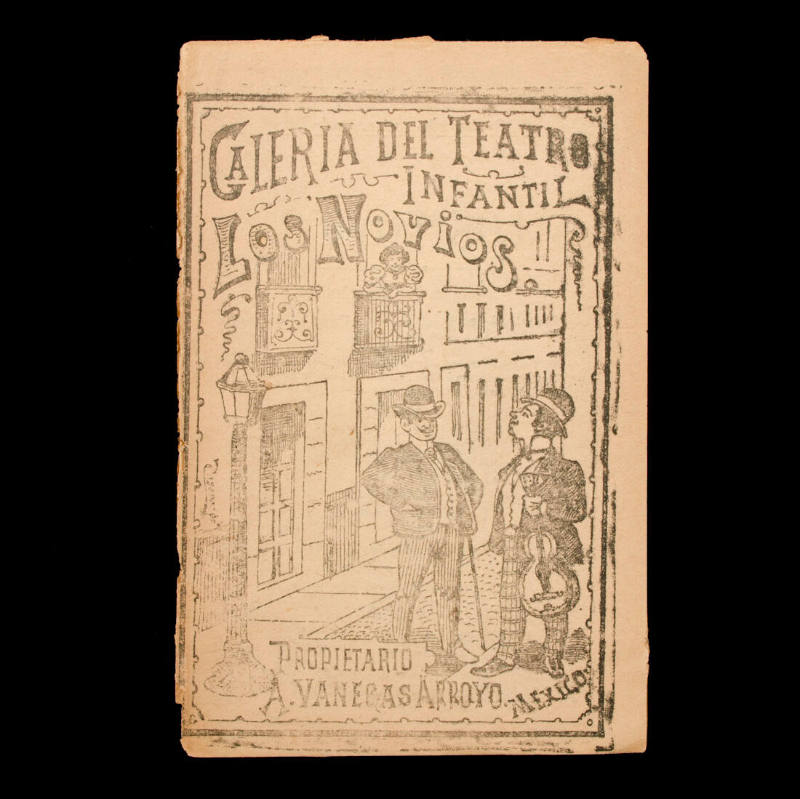 GALERIA DEL TEATRO
INFANTIL
LOS NOVIOS.
PROPIETARIO
A. VANEGAS ARROYO. MEXICO.